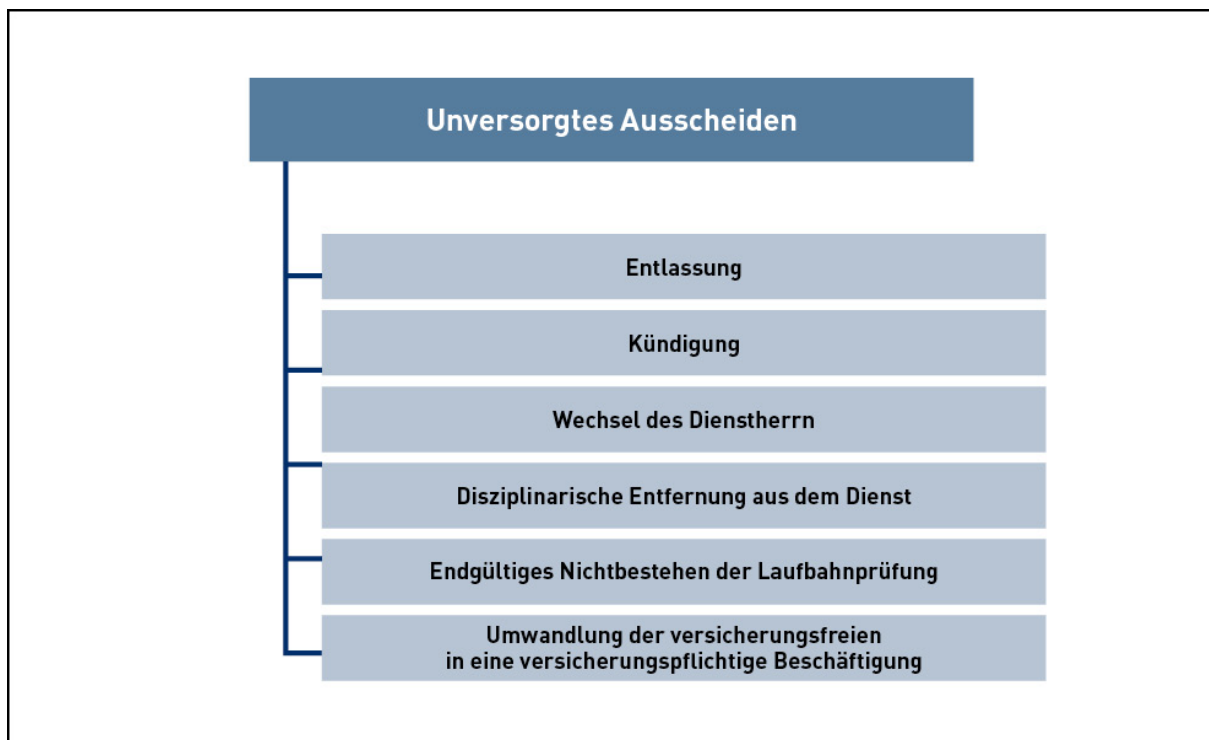 Unversorgtes Ausscheiden
Entlassung
Kündigung
Wechsel des Dienstherrn
Disziplinarische Entfernung aus dem Dienst
Endgültiges Nichtbestehen der Laufbahnprüfung
Umwandlung der versicherungsfreien
in eine versicherungspflichtige Beschäftigung